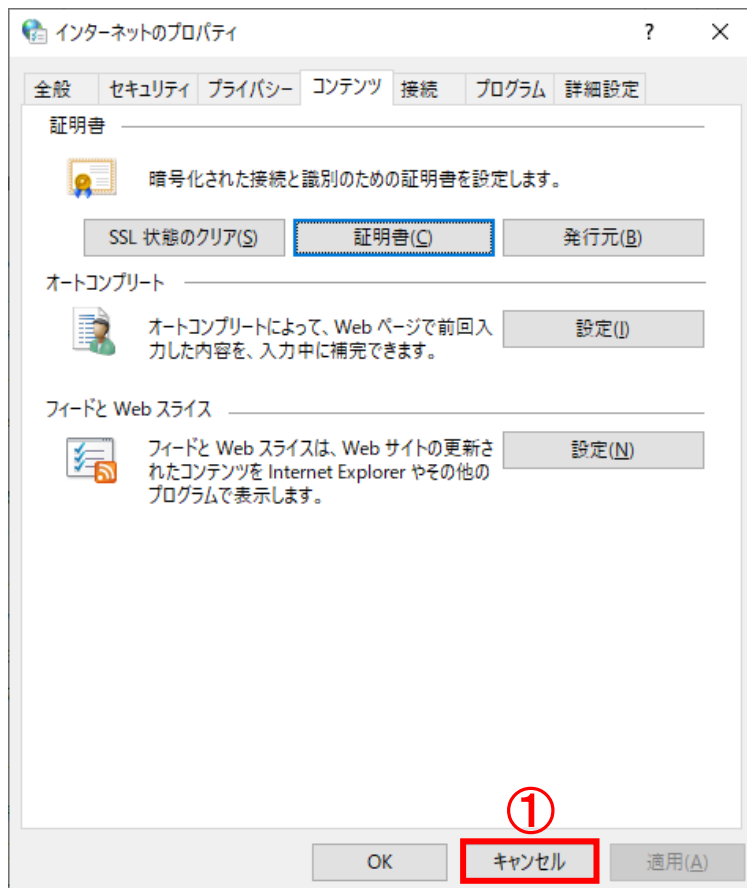 インターネットのプロパティ
?
全般 セキュリティ プライバシー コンテンツ 接続 プログラム 詳細設定
証明書
暗号化された接続と識別のための証明書を設定します。
SSL 状態のクリア(S) 証明書(C) 発行元(B)
オートコンプリート
オートコンプリートによって、Web ページで前回入
力した内容を、入力中に補完できます。
設定(I)
フィードと Web スライス
フィードと Web スライスは、Web サイトの更新さ
れたコンテンツを Internet Explorer やその他の
プログラムで表示します。
設定(N)
①
OK キャンセル 適用(A)